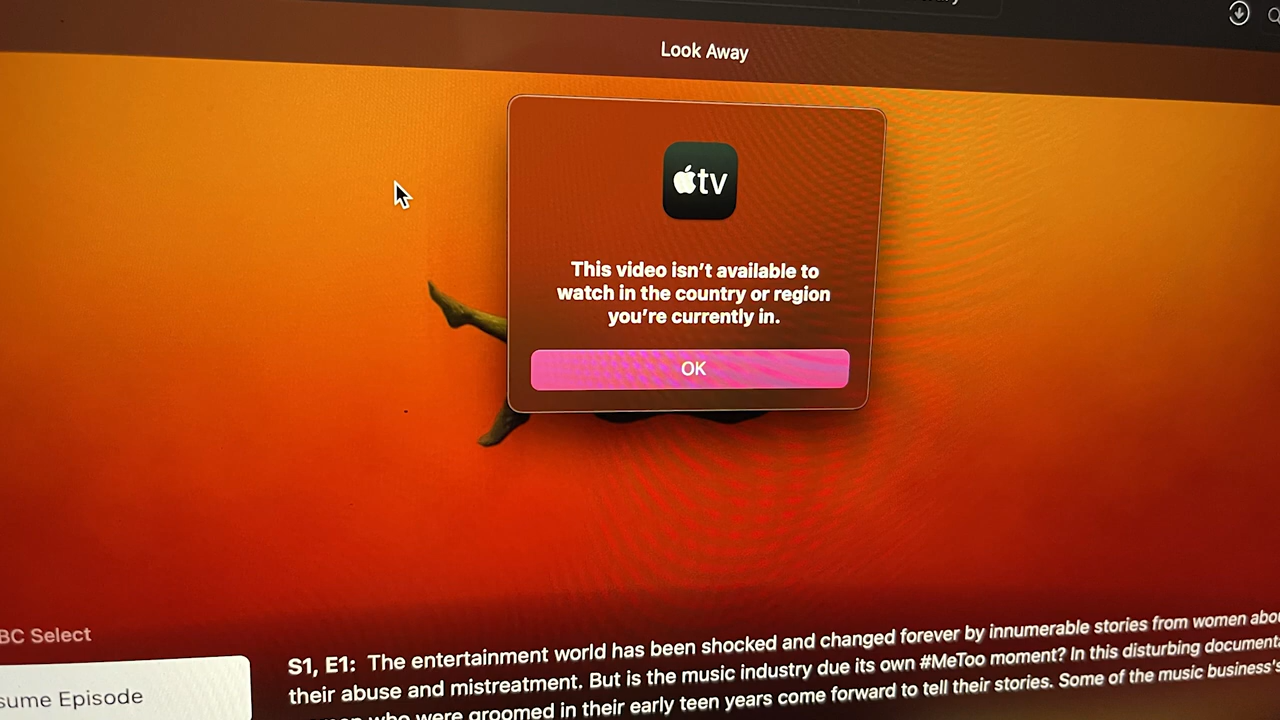 Look Away
tv
This video isn't available to
watch in the country or region
you're currently in.
OK
BC Select
sume Episode
S1, E1: The entertainment world has been shocked and changed forever by innumerable stories from women abou
their abuse and mistreatment. But is the music industry due its own #MeToo moment? In this disturbing documenta
who were groomed in their early teen years come forward to tell their stories. Some of the music business's